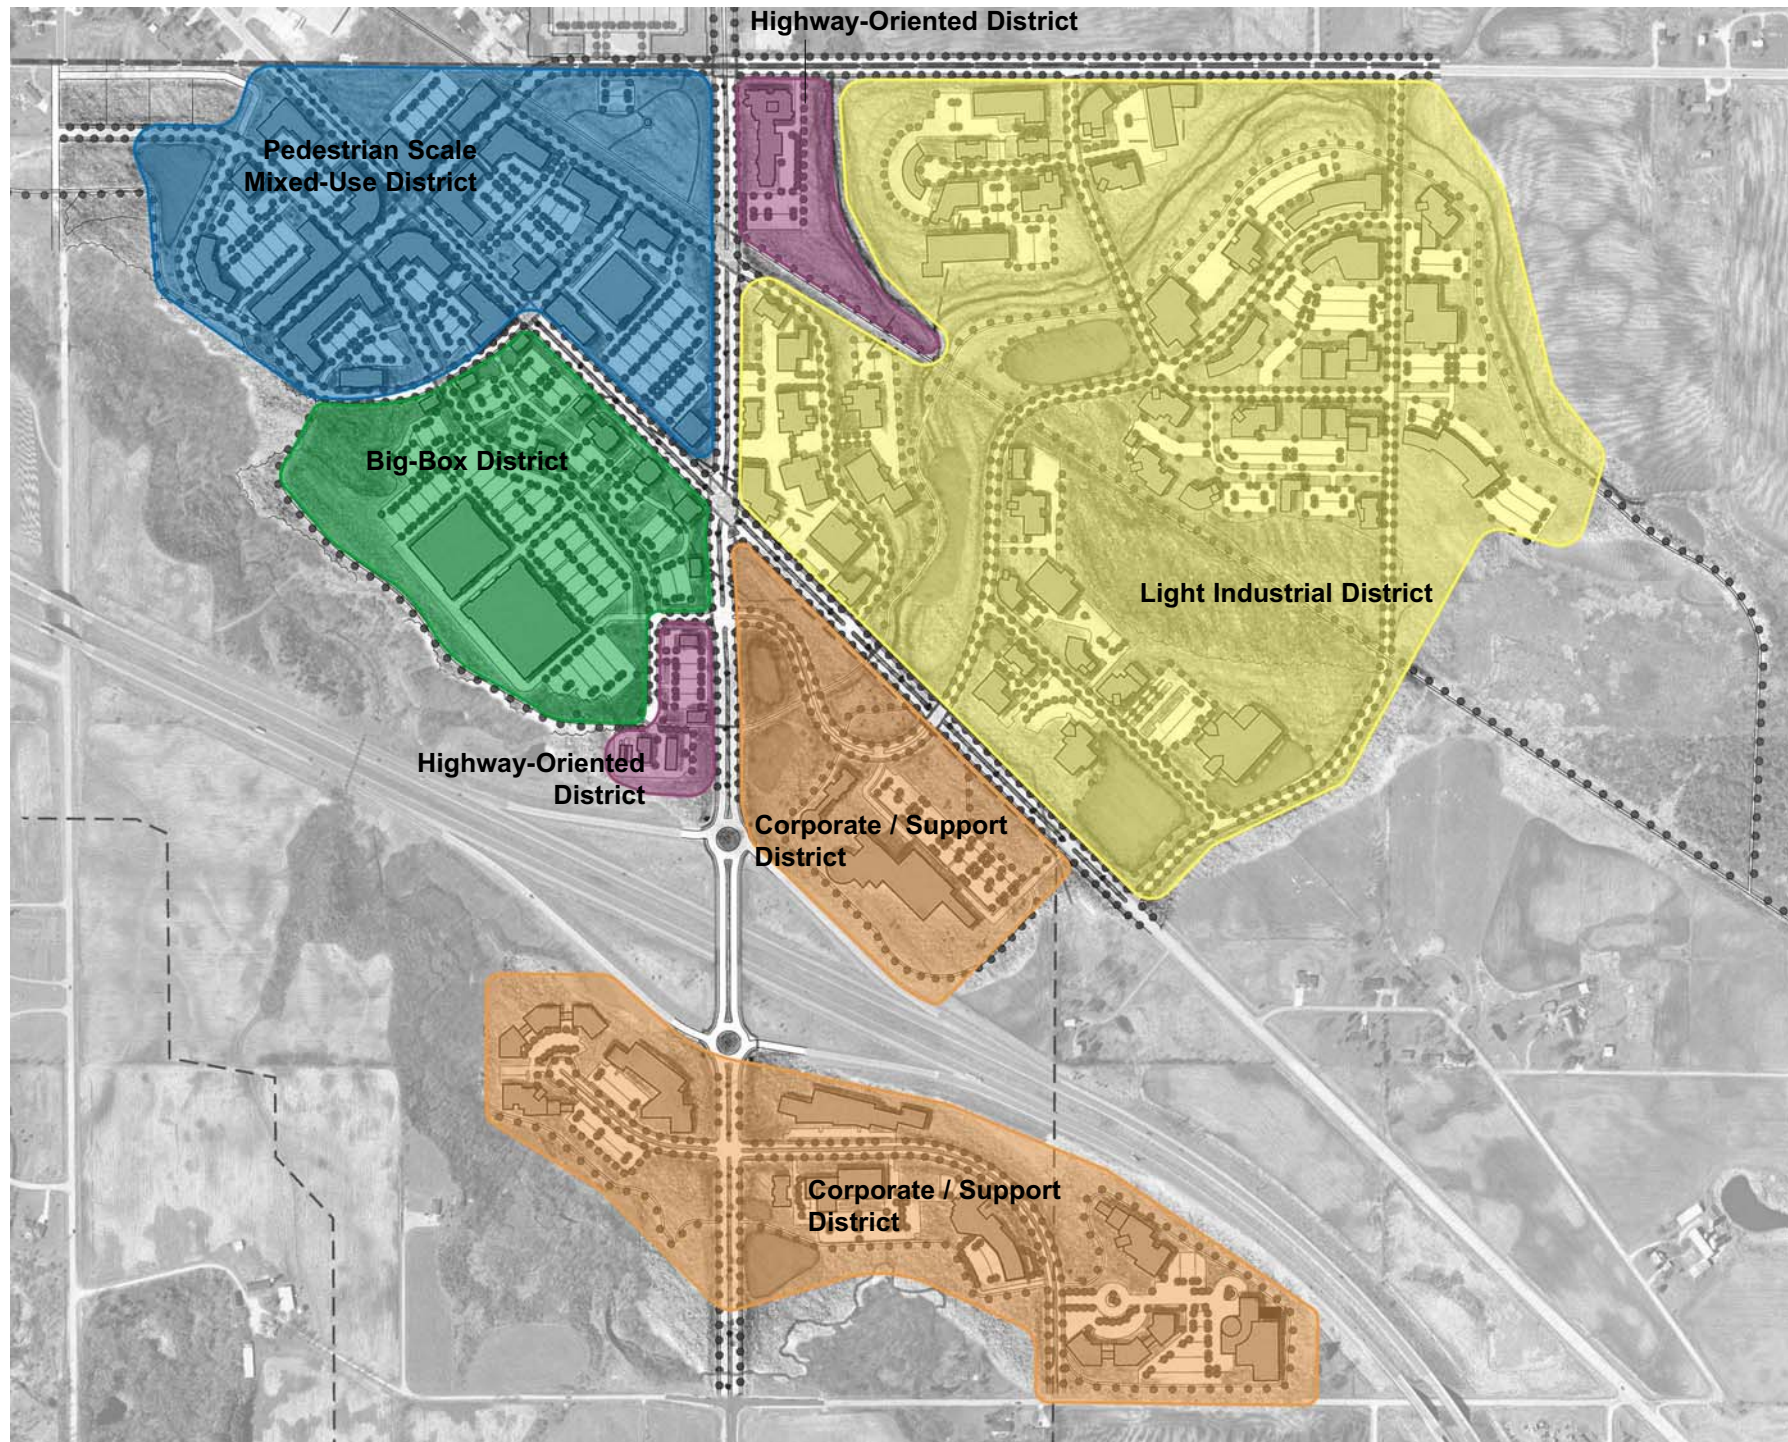 Highway-Oriented District
Pedestrian Scale
Mixed-Use District
Big-Box District
Light Industrial District
Highway-Oriented
District
Corporate / Support
District
Corporate / Support
District